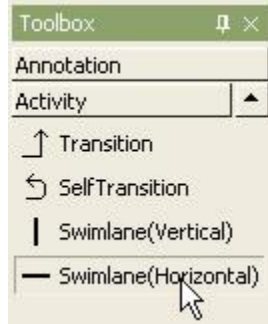 Toolbox
Annotation
Activity
Transition
SelfTransition
Swimlane(Vertical)
Swimlane(Horizontal)